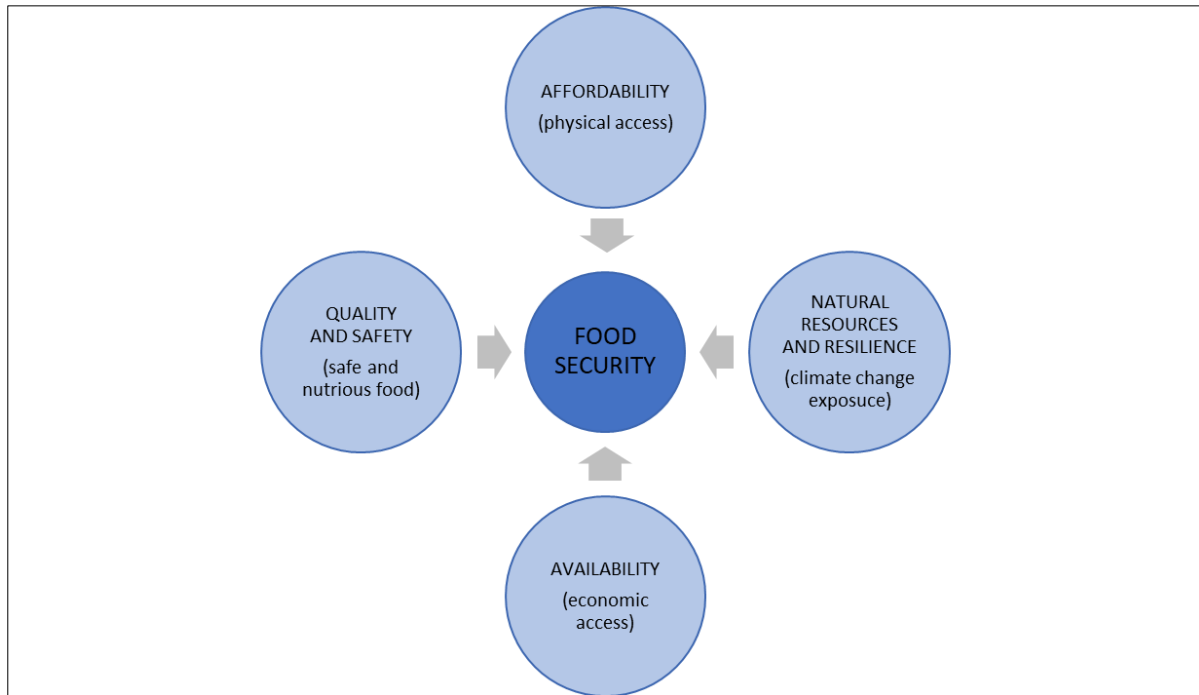 AFFORDABILITY
(physical access)
QUALITY
AND SAFETY
(safe and
nutrious food)
FOOD
SECURITY
NATURAL
RESOURCES
AND RESILIENCE
(climate change
exposuce)
AVAILABILITY
(economic
access)